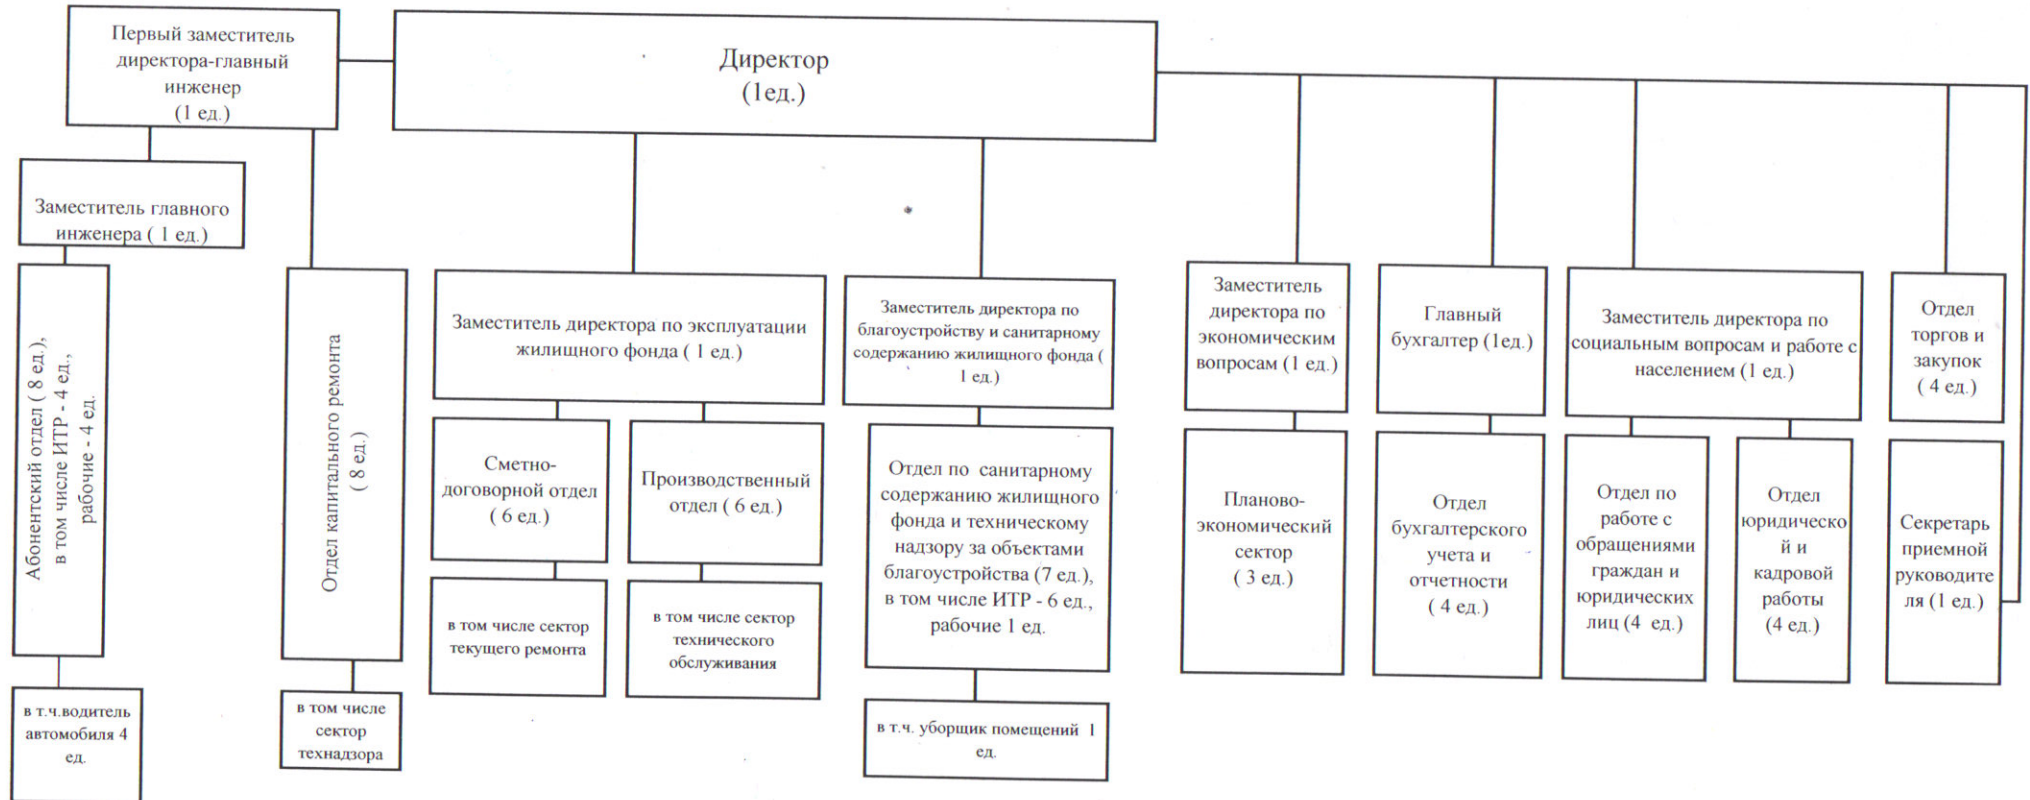 Первый заместитель
директора-главный
инженер
(1 ед.)
Директор
(1ед.)
Заместитель главного
инженера ( 1 ед.)
Абонентский отдел ( 8 ед.),
в том числе ИТР - 4 ед.,
рабочие - 4 ед.
в т.ч.водитель
автомобиля 4
ед.
Отдел капитального ремонта
( 8 ед.)
в том числе
сектор
технадзора
Заместитель директора по эксплуатации
жилищного фонда ( 1 ед.)
Сметно-
договорной отдел
( 6 ед.)
в том числе сектор
текущего ремонта
Производственный
отдел ( 6 ед.)
в том числе сектор
технического
обслуживания
Заместитель директора по
благоустройству и санитарному
содержанию жилищного фонда (
1 ед.)
Отдел по санитарному
содержанию жилищного
фонда и техническому
надзору за объектами
благоустройства (7 ед.),
в том числе ИТР - 6 ед.,
рабочие 1 ед.
в т.ч. уборщик помещений 1
ед.
Заместитель
директора по
экономическим
вопросам (1 ед.)
Планово-
экономический
сектор
( 3 ед.)
Главный
бухгалтер (1ед.)
Отдел
бухгалтерского
учета и
отчетности
( 4 ед.)
Заместитель директора по
социальным вопросам и работе с
населением (1 ед.)
Отдел по
работе с
обращениями
граждан и
юридических
лиц (4 ед.)
Отдел
юридическо
й и
кадровой
работы
(4 ед.)
Отдел
торгов и
закупок
( 4 ед.)
Секретарь
приемной
руководите
ля (1 ед.)